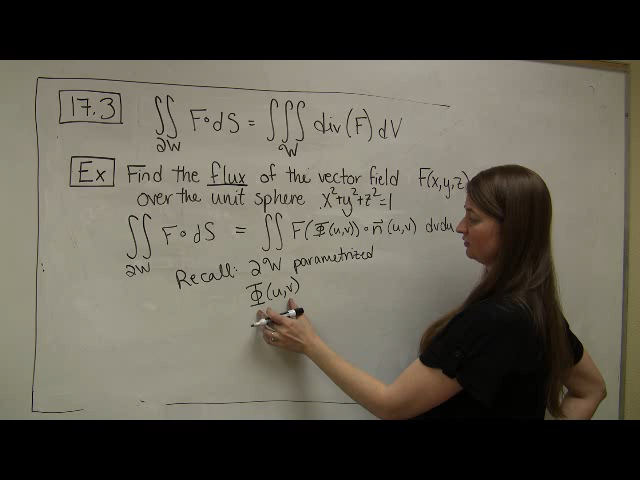 17.3 ∬_∂W F∘dS = ∭_W div(F) dV
Ex Find the flux of the vector field F(x,y,z)
over the unit sphere x²+y²+z²=1
∬_∂W F∘dS = ∬ F(Φ(u,v))∘n⃗(u,v) dvdu
Recall: ∂W parametrized
Φ(u,v)